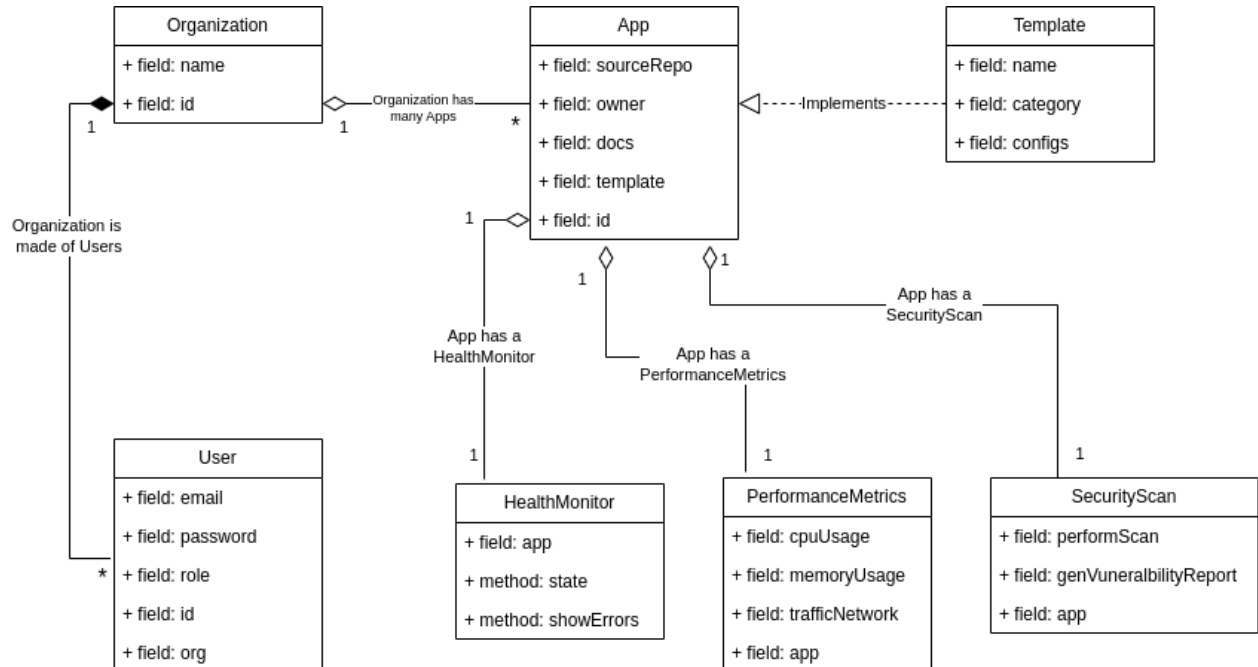 Organization
+ field: name
+ field: id
App
+ field: sourceRepo
+ field: owner
+ field: docs
+ field: template
+ field: id
Template
+ field: name
+ field: category
+ field: configs
1
1
Organization has
many Apps
*
Implements
Organization is
made of Users
1
1
1
App has a
HealthMonitor
App has a
PerformanceMetrics
App has a
SecurityScan
1
1
1
*
User
+ field: email
+ field: password
+ field: role
+ field: id
+ field: org
HealthMonitor
+ field: app
+ method: state
+ method: showErrors
PerformanceMetrics
+ field: cpuUsage
+ field: memoryUsage
+ field: trafficNetwork
+ field: app
SecurityScan
+ field: performScan
+ field: genVuneralbilityReport
+ field: app